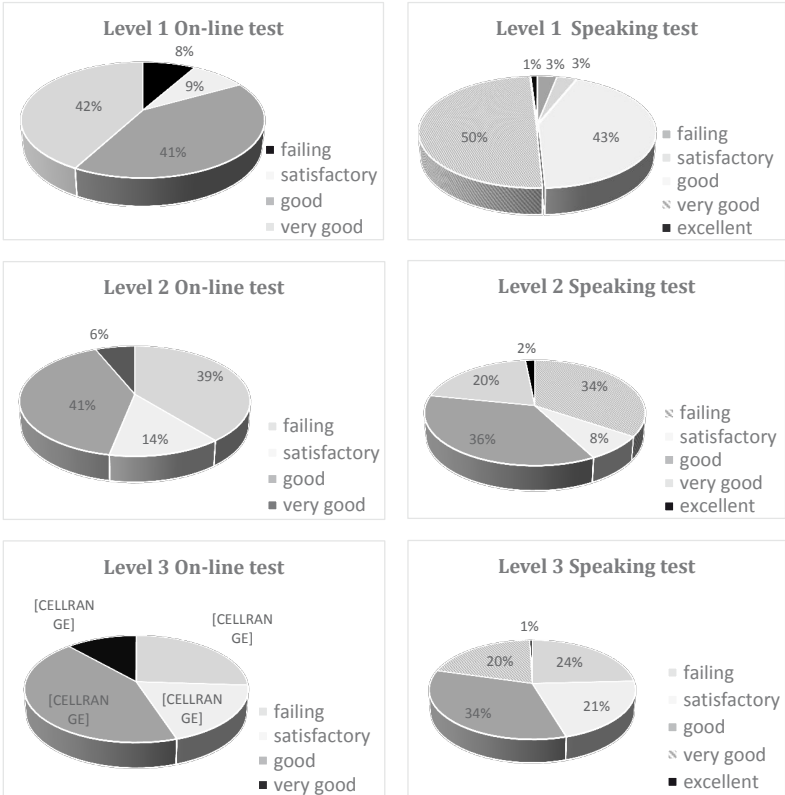 Level 1 On-line test
8%
9%
42%
41%
failing
satisfactory
good
very good
Level 1 Speaking test
1%
3%
3%
50%
43%
failing
satisfactory
good
very good
excellent
Level 2 On-line test
6%
39%
41%
14%
failing
satisfactory
good
very good
Level 2 Speaking test
2%
20%
34%
36%
8%
failing
satisfactory
good
very good
excellent
Level 3 On-line test
[CELLRAN
GE]
[CELLRAN
GE]
[CELLRAN
GE]
[CELLRAN
GE]
failing
satisfactory
good
very good
Level 3 Speaking test
1%
20%
24%
34%
21%
failing
satisfactory
good
very good
excellent